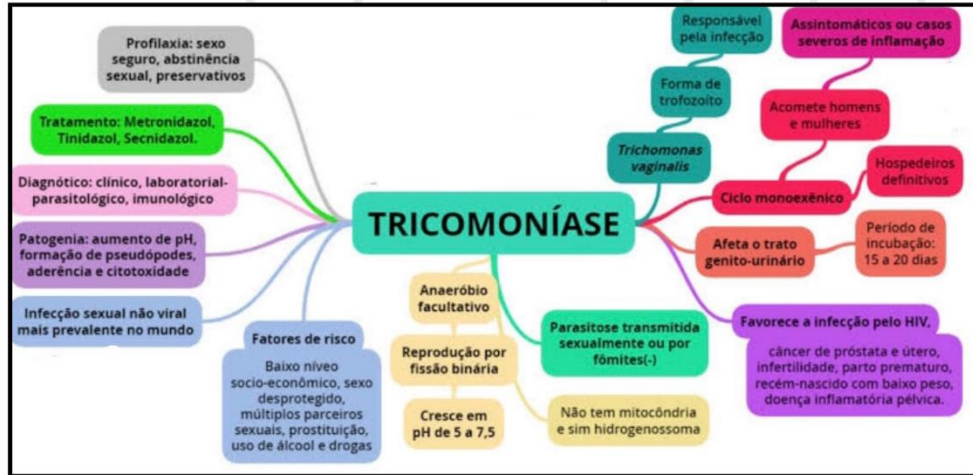 Profilaxia: sexo
seguro, abstinência
sexual, preservativos
Tratamento: Metronidazol,
Tinidazol, Secnidazol.
Diagnótico: clínico, laboratorial-
parasitológico, imunológico
Patogenia: aumento de pH,
formação de pseudópodes,
aderência e citotoxidade
Infecção sexual não viral
mais prevalente no mundo
Fatores de risco
Baixo níveo
socio-econômico, sexo
desprotegido,
múltiplos parceiros
sexuais, prostituição,
uso de álcool e drogas
TRICOMONÍASE
Anaeróbio
facultativo
Reprodução por
fissão binária
Cresce em
pH de 5 a 7,5
Parasitose transmitida
sexualmente ou por
fômites(-)
Não tem mitocôndria
e sim hidrogenossoma
Responsável
pela infecção
Forma de
trofozoíto
Trichomonas
vaginalis
Assintomáticos ou casos
severos de inflamação
Acomete homens
e mulheres
Ciclo monoexênico
Hospedeiros
definitivos
Afeta o trato
genito-urinário
Período de
incubação:
15 a 20 dias
Favorece a infecção pelo HIV,
câncer de próstata e útero,
infertilidade, parto prematuro,
recém-nascido com baixo peso,
doença inflamatória pélvica.